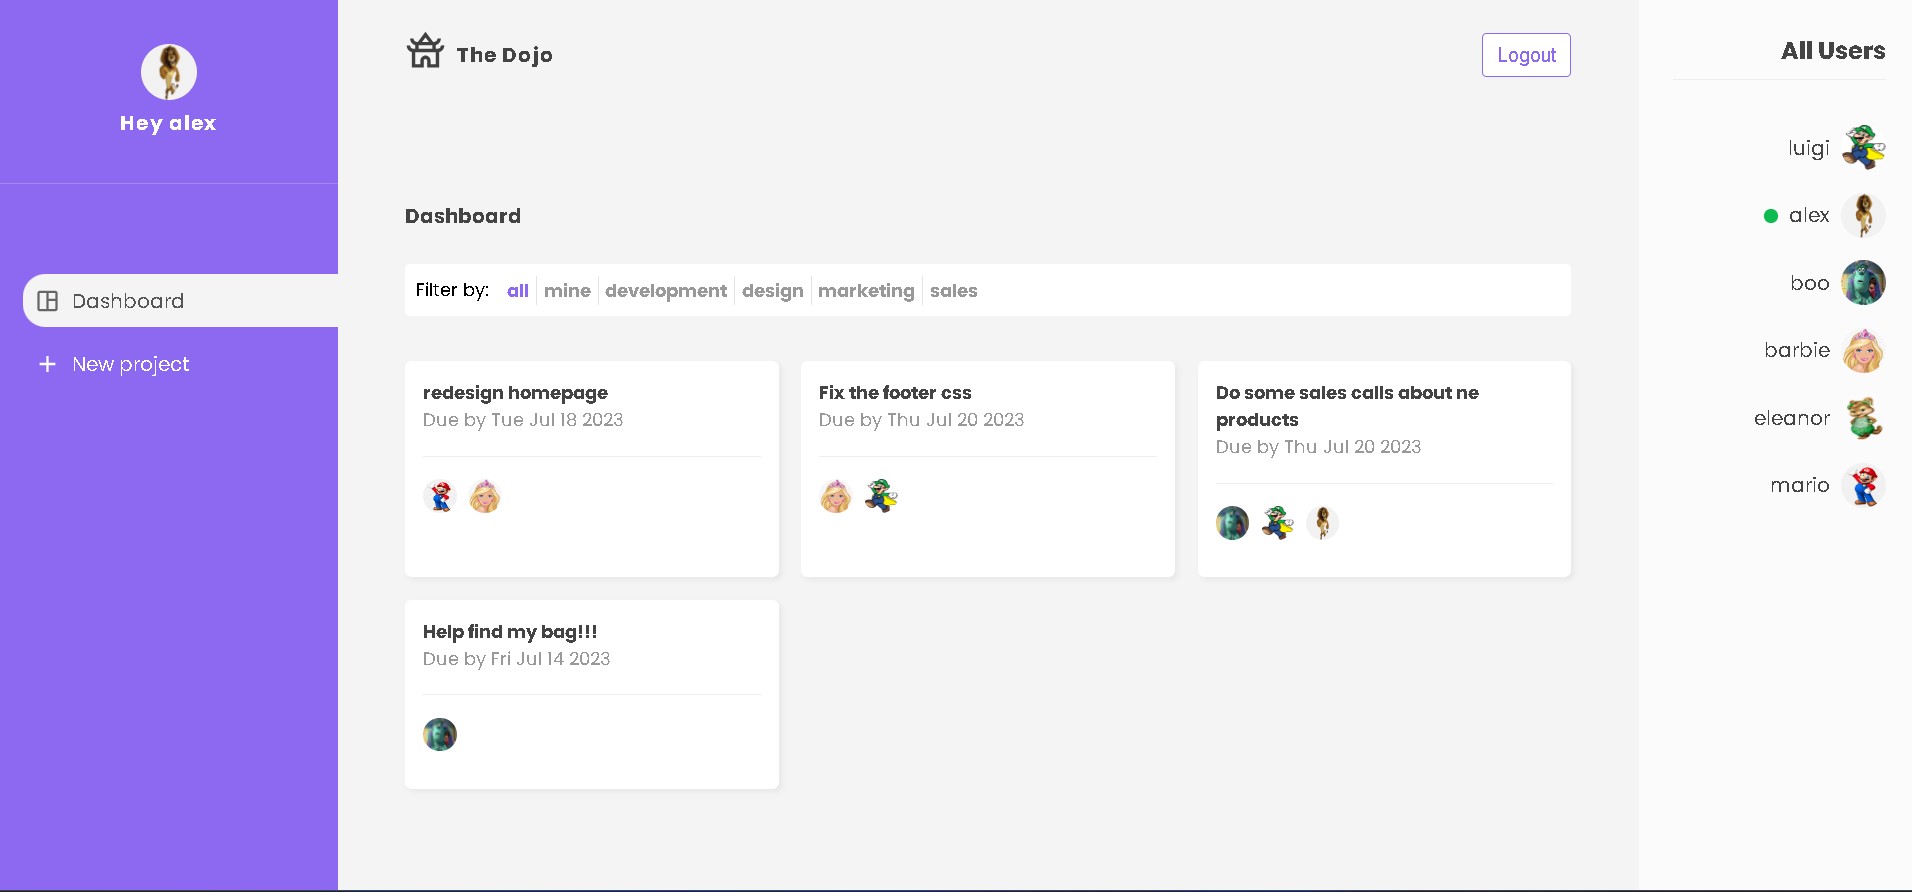 Hey alex
Dashboard
New project
The Dojo
Logout
Dashboard
Filter by: all mine development design marketing sales
redesign homepage
Due by Tue Jul 18 2023
Fix the footer css
Due by Thu Jul 20 2023
Do some sales calls about ne
products
Due by Thu Jul 20 2023
Help find my bag!!!
Due by Fri Jul 14 2023
All Users
luigi
alex
boo
barbie
eleanor
mario